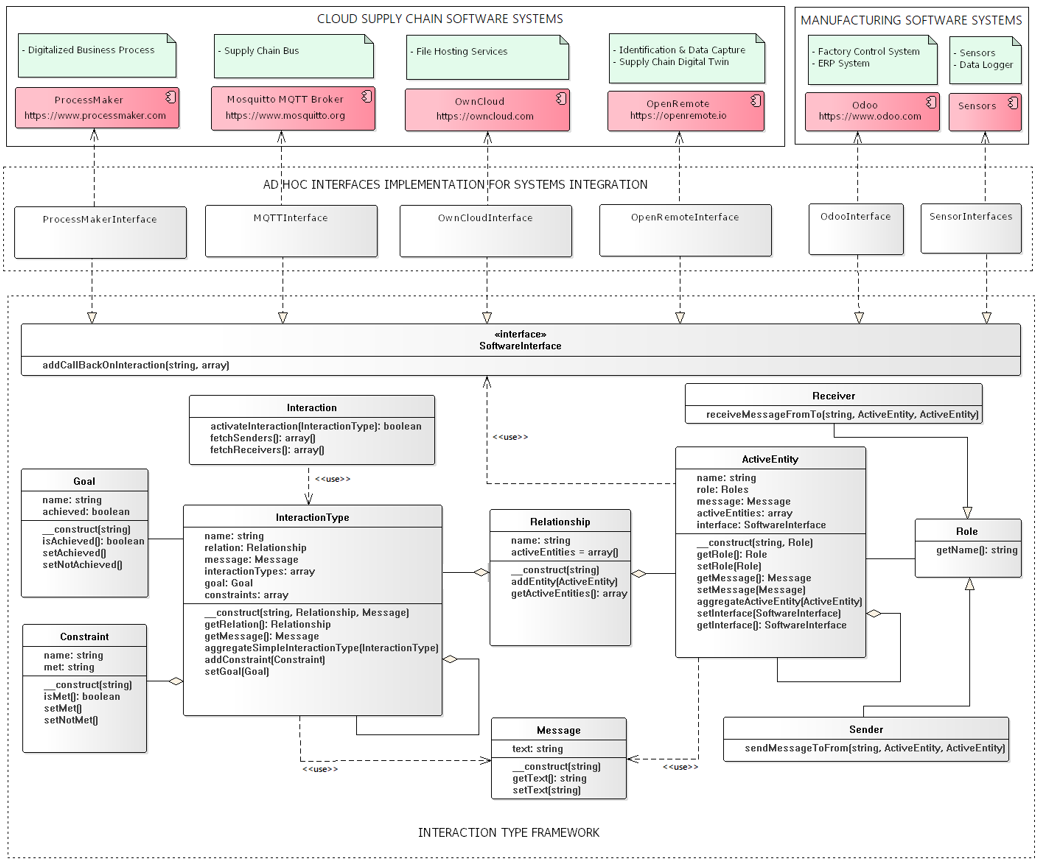 CLOUD SUPPLY CHAIN SOFTWARE SYSTEMS
- Digitalized Business Process
- Supply Chain Bus
- File Hosting Services
- Identification & Data Capture
- Supply Chain Digital Twin
ProcessMaker
https://www.processmaker.com
Mosquitto MQTT Broker
https://www.mosquitto.org
OwnCloud
https://owncloud.com
OpenRemote
https://openremote.io
MANUFACTURING SOFTWARE SYSTEMS
- Factory Control System
- ERP System
- Sensors
- Data Logger
Odoo
https://www.odoo.com
Sensors
AD HOC INTERFACES IMPLEMENTATION FOR SYSTEMS INTEGRATION
ProcessMakerInterface
MQTTInterface
OwnCloudInterface
OpenRemoteInterface
OdooInterface
SensorInterfaces
«interface»
SoftwareInterface
addCallBackOnInteraction(string, array)
Interaction
activateInteraction(InteractionType): boolean
fetchSenders(): array()
fetchReceivers(): array()
<<use>>
<<use>>
Receiver
receiveMessageFromTo(string, ActiveEntity, ActiveEntity)
Goal
name: string
achieved: boolean
__construct(string)
isAchieved(): boolean
setAchieved()
setNotAchieved()
InteractionType
name: string
relation: Relationship
message: Message
interactionTypes: array
goal: Goal
constraints: array
__construct(string, Relationship, Message)
getRelation(): Relationship
getMessage(): Message
aggregateSimpleInteractionType(InteractionType)
addConstraint(Constraint)
setGoal(Goal)
Relationship
name: string
activeEntities = array()
__construct(string)
addEntity(ActiveEntity)
getActiveEntities(): array
ActiveEntity
name: string
role: Roles
message: Message
activeEntities: array
interface: SoftwareInterface
__construct(string, Role)
getRole(): Role
setRole(Role)
getMessage(): Message
setMessage(Message)
aggregateActiveEntity(ActiveEntity)
setInterface(SoftwareInterface)
getInterface(): SoftwareInterface
Role
getName(): string
Constraint
name: string
met: string
__construct(string)
isMet(): boolean
setMet()
setNotMet()
Message
text: string
__construct(string)
getText(): string
setText(string)
<<use>>
<<use>>
Sender
sendMessageToFrom(string, ActiveEntity, ActiveEntity)
INTERACTION TYPE FRAMEWORK